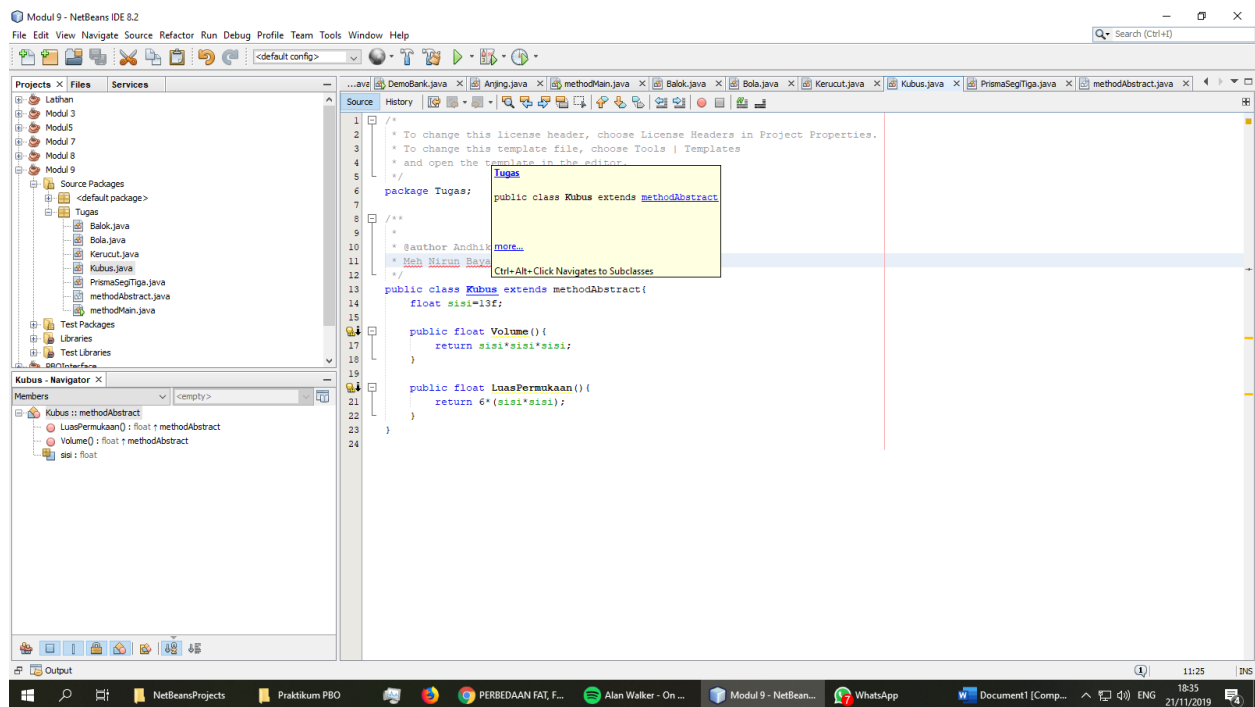 Modul 9 - NetBeans IDE 8.2
File Edit View Navigate Source Refactor Run Debug Profile Team Tools Window Help
Search (Ctrl+I)
<default config>
Projects Files Services
Lathan
Modul 3
Modul5
Modul 7
Modul 8
Modul 9
Source Packages
<default package>
Tugas
Balok.java
Bola.java
Kerucut.java
Kubus.java
PrismaSegiTiga.java
methodAbstract.java
methodMain.java
Test Packages
Libraries
Test Libraries
PBOInterface
Kubus - Navigator
Members <empty>
Kubus :: methodAbstract
LuasPermukaan() : float ↑ methodAbstract
Volume() : float ↑ methodAbstract
sisi : float
...ava DemoBank.java Anjing.java methodMain.java Balok.java Bola.java Kerucut.java Kubus.java PrismaSegiTiga.java methodAbstract.java
Source History
1 /*
2 * To change this license header, choose License Headers in Project Properties.
3 * To change this template file, choose Tools | Templates
4 * and open the template in the editor.
5 */
6 package Tugas;
7
8 /**
9 *
10 * @author Andhik
11 * Meh Nirun Baya
12 */
13 public class Kubus extends methodAbstract{
14 float sisi=13f;
15
public float Volume(){
17 return sisi*sisi*sisi;
18 }
19
public float LuasPermukaan(){
21 return 6*(sisi*sisi);
22 }
23 }
24
Tugas
public class Kubus extends methodAbstract
more...
Ctrl+Alt+Click Navigates to Subclasses
Output
1 11:25 INS
NetBeansProjects Praktikum PBO PERBEDAAN FAT, F... Alan Walker - On ... Modul 9 - NetBean... WhatsApp Document1 [Comp... ENG 18:35
21/11/2019 4